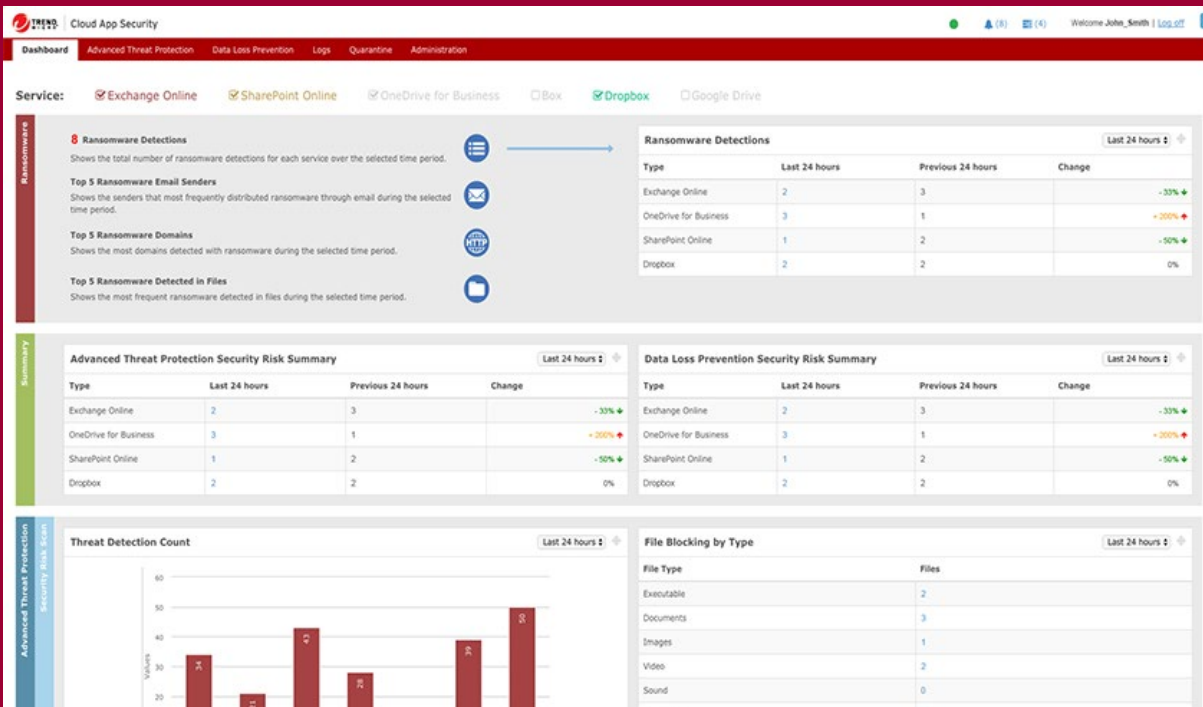 TREND MICRO Cloud App Security
(8) (4) Welcome John_Smith | Log off
Dashboard Advanced Threat Protection Data Loss Prevention Logs Quarantine Administration
Service: Exchange Online SharePoint Online OneDrive for Business Box Dropbox Google Drive
Ransomware
8 Ransomware Detections
Shows the total number of ransomware detections for each service over the selected time period.
Top 5 Ransomware Email Senders
Shows the senders that most frequently distributed ransomware through email during the selected
time period.
Top 5 Ransomware Domains
Shows the most domains detected with ransomware during the selected time period.
HTTP
Top 5 Ransomware Detected in Files
Shows the most frequent ransomware detected in files during the selected time period.
Ransomware Detections Last 24 hours
Type Last 24 hours Previous 24 hours Change
Exchange Online 2 3 - 33%
OneDrive for Business 3 1 + 200%
SharePoint Online 1 2 - 50%
Dropbox 2 2 0%
Summary
Advanced Threat Protection Security Risk Summary Last 24 hours
Type Last 24 hours Previous 24 hours Change
Exchange Online 2 3 - 33%
OneDrive for Business 3 1 + 200%
SharePoint Online 1 2 - 50%
Dropbox 2 2 0%
Data Loss Prevention Security Risk Summary Last 24 hours
Type Last 24 hours Previous 24 hours Change
Exchange Online 2 3 - 33%
OneDrive for Business 3 1 + 200%
SharePoint Online 1 2 - 50%
Dropbox 2 2 0%
Advanced Threat Protection
Security Risk Scan
Threat Detection Count Last 24 hours
60
50
40
30
20
Values
34
21
43
28
39
50
File Blocking by Type Last 24 hours
File Type Files
Executable 2
Documents 3
Images 1
Video 2
Sound 0